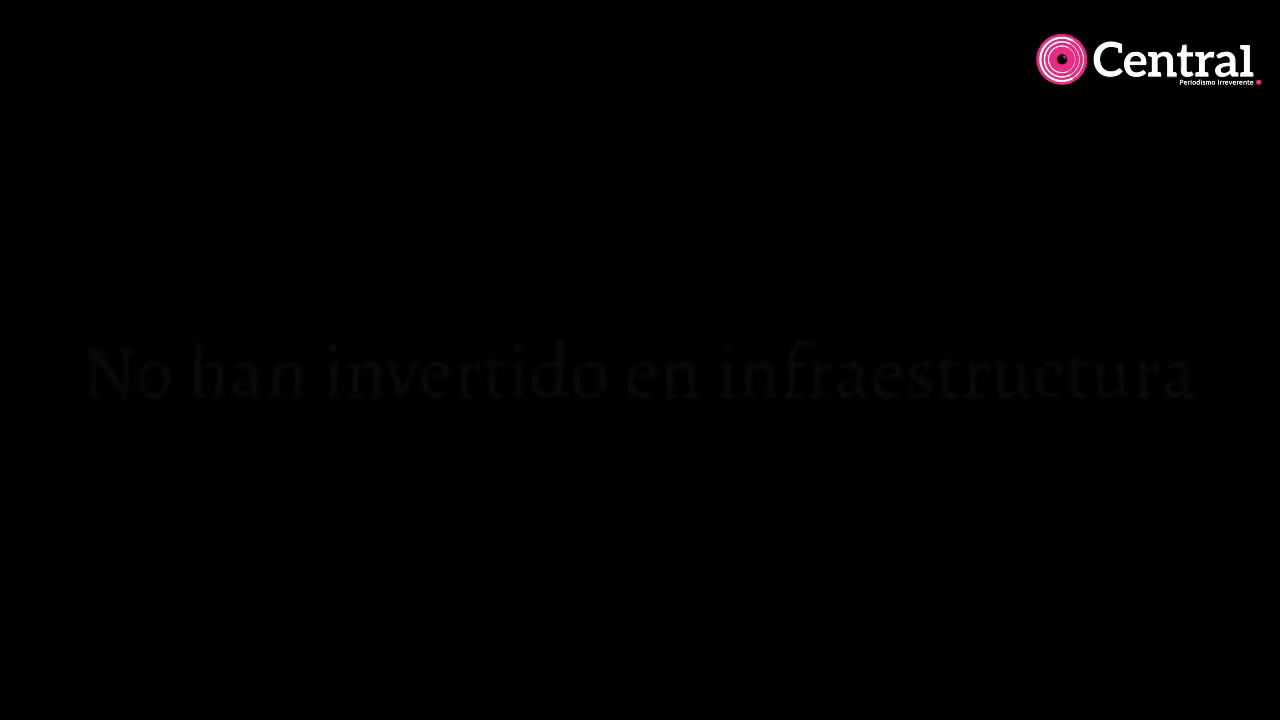 Central
Periodismo Irreverente
No han invertido en infraestructura